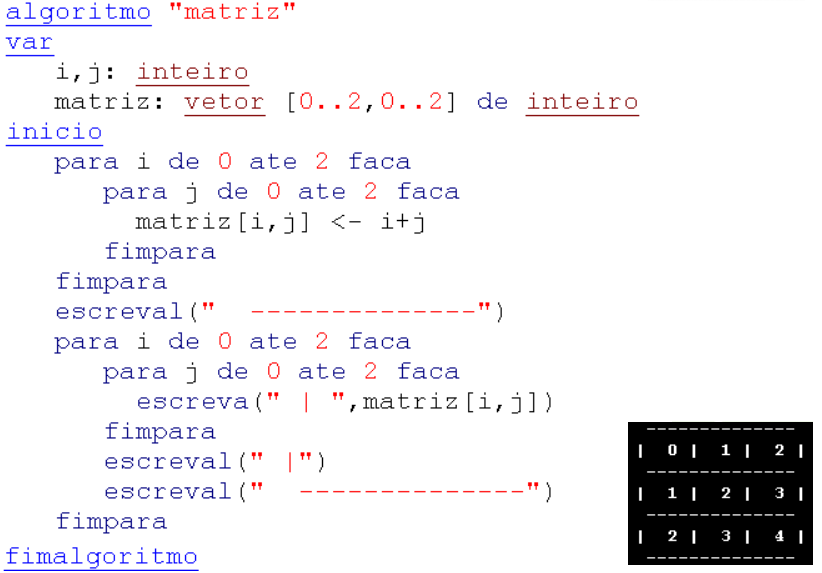 algoritmo "matriz"
var
   i,j: inteiro
   matriz: vetor [0..2,0..2] de inteiro
inicio
   para i de 0 ate 2 faca
      para j de 0 ate 2 faca
        matriz[i,j] <- i+j
      fimpara
   fimpara
   escreval("  --------------")
   para i de 0 ate 2 faca
      para j de 0 ate 2 faca
        escreva(" | ",matriz[i,j])
      fimpara
      escreval(" |")
      escreval("  --------------")
   fimpara
fimalgoritmo
 --------------
|  0 |  1 |  2 |
 --------------
|  1 |  2 |  3 |
 --------------
|  2 |  3 |  4 |
 --------------